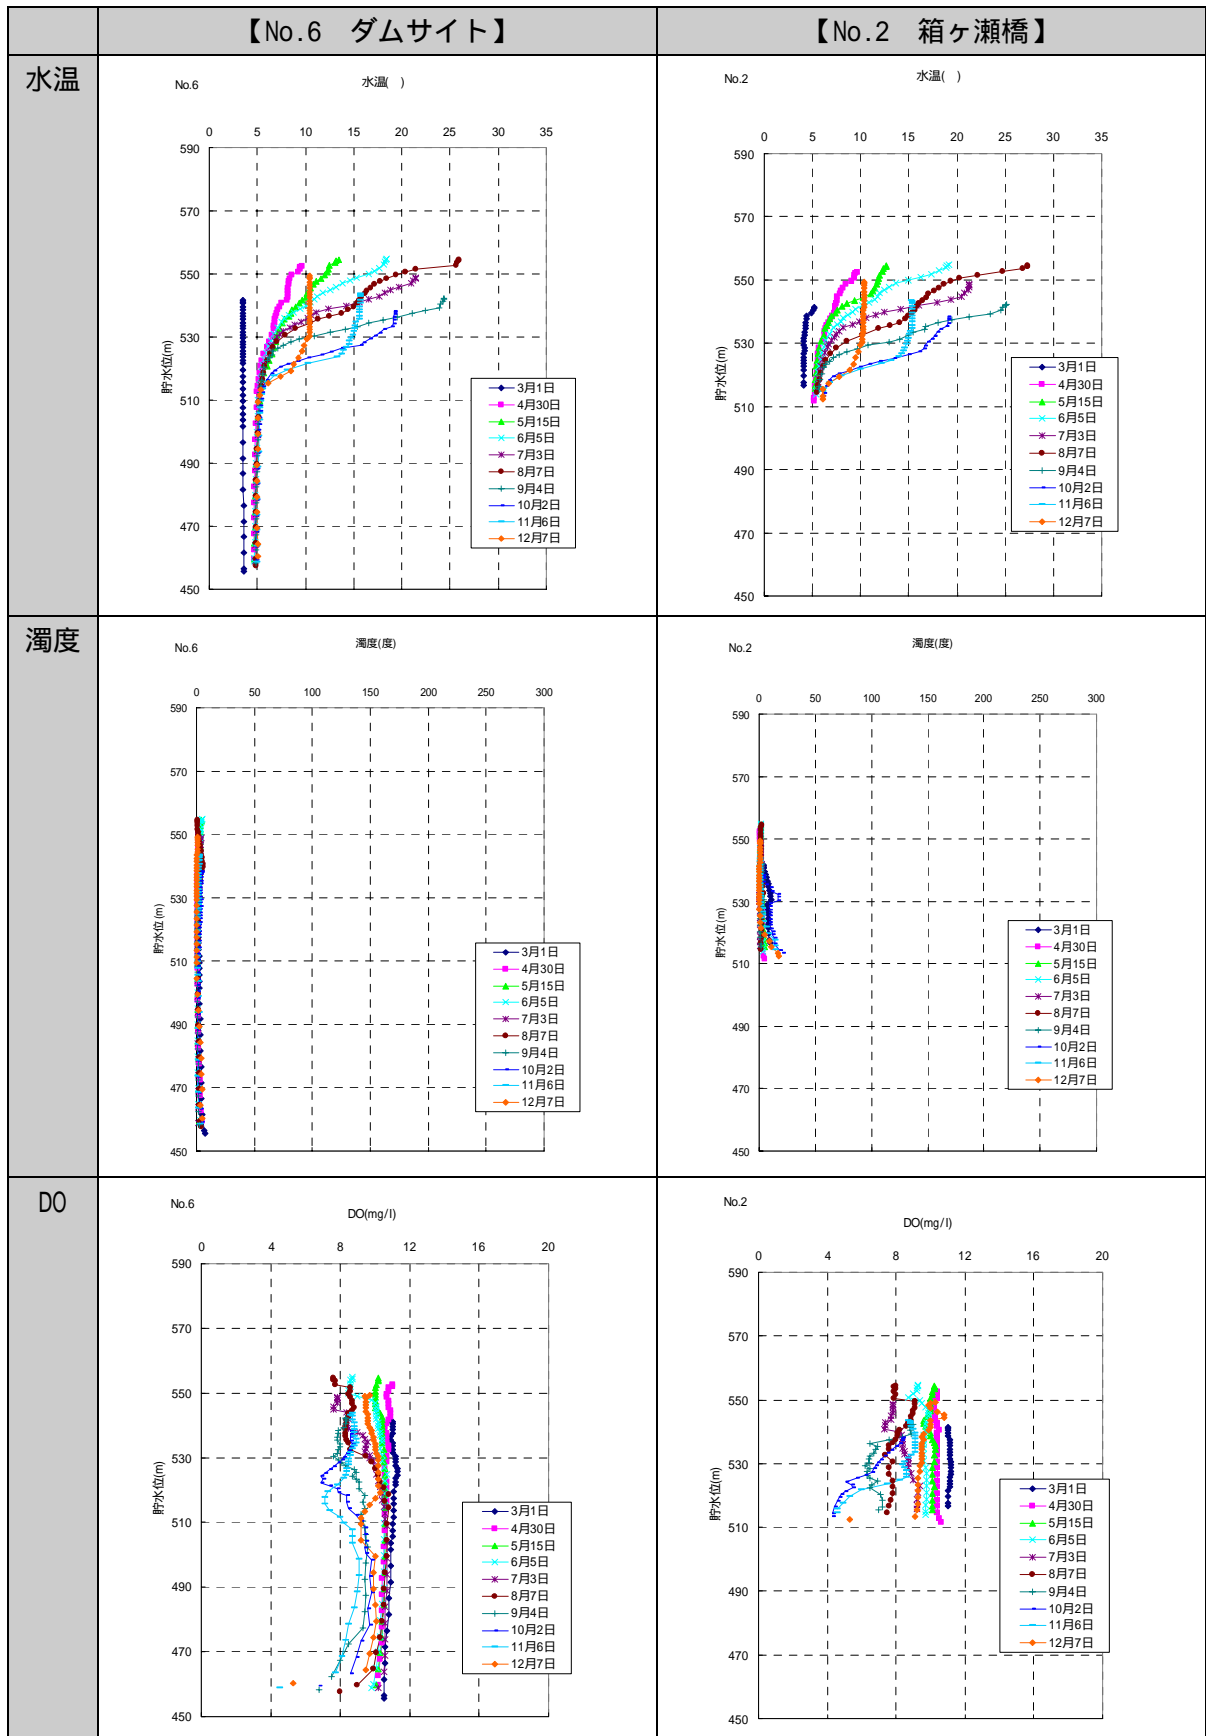 【No.6 ダムサイト】
【No.2 箱ヶ瀬橋】
水温
No.6
水温( )
0 5 10 15 20 25 30 35
590
570
550
530
510
490
470
450
貯水位(m)
3月1日
4月30日
5月15日
6月5日
7月3日
8月7日
9月4日
10月2日
11月6日
12月7日
No.2
水温( )
0 5 10 15 20 25 30 35
590
570
550
530
510
490
470
450
貯水位(m)
3月1日
4月30日
5月15日
6月5日
7月3日
8月7日
9月4日
10月2日
11月6日
12月7日
濁度
No.6
濁度(度)
0 50 100 150 200 250 300
590
570
550
530
510
490
470
450
貯水位(m)
3月1日
4月30日
5月15日
6月5日
7月3日
8月7日
9月4日
10月2日
11月6日
12月7日
No.2
濁度(度)
0 50 100 150 200 250 300
590
570
550
530
510
490
470
450
貯水位(m)
3月1日
4月30日
5月15日
6月5日
7月3日
8月7日
9月4日
10月2日
11月6日
12月7日
DO
No.6
DO(mg/l)
0 4 8 12 16 20
590
570
550
530
510
490
470
450
貯水位(m)
3月1日
4月30日
5月15日
6月5日
7月3日
8月7日
9月4日
10月2日
11月6日
12月7日
No.2
DO(mg/l)
0 4 8 12 16 20
590
570
550
530
510
490
470
450
貯水位(m)
3月1日
4月30日
5月15日
6月5日
7月3日
8月7日
9月4日
10月2日
11月6日
12月7日